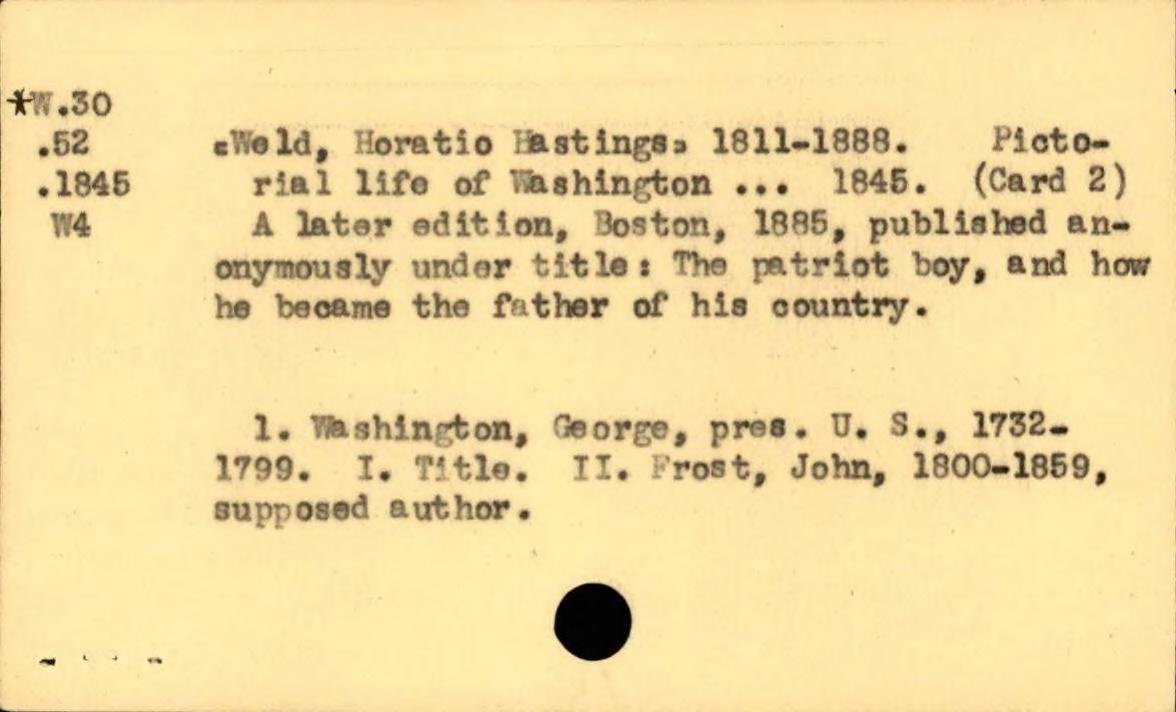 *W.30
.52 [Weld, Horatio Hastings] 1811-1888. Picto-
.1845 rial life of Washington ... 1845. (Card 2)
W4 A later edition, Boston, 1885, published an-
onymously under title: The patriot boy, and how
he became the father of his country.
1. Washington, George, pres. U. S., 1732-
1799. I. Title. II. Frost, John, 1800-1859,
supposed author.